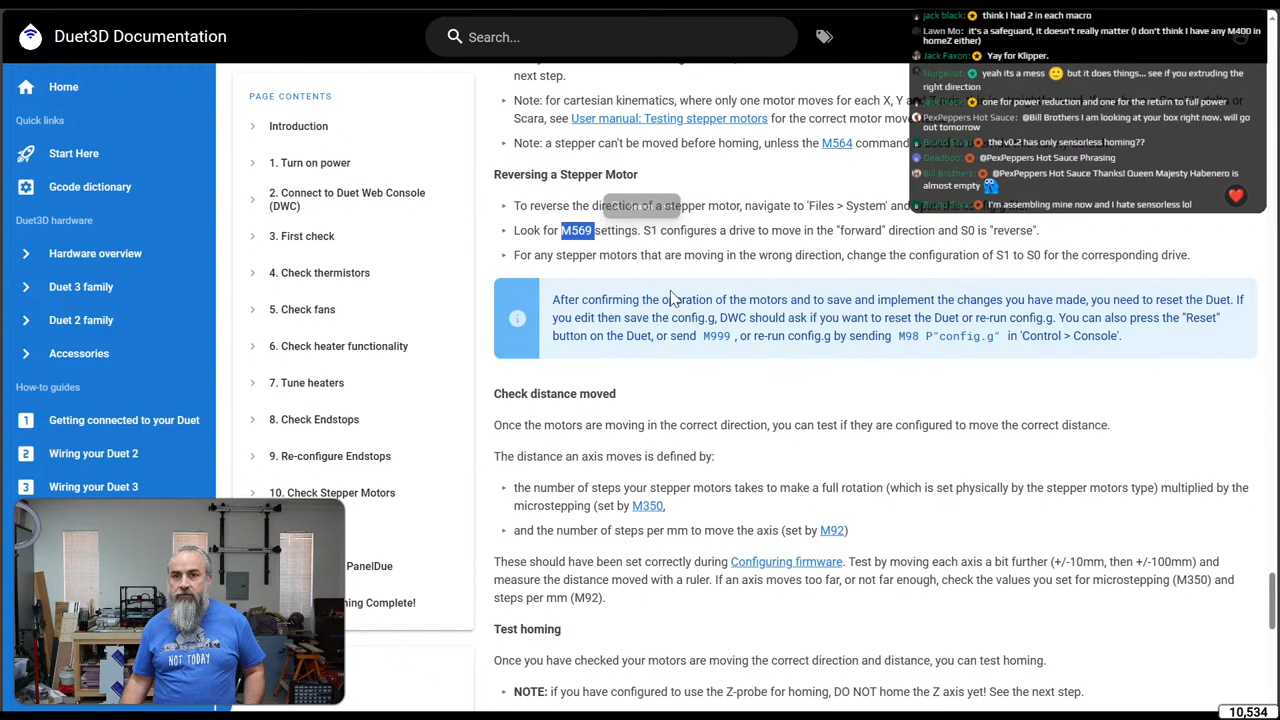 Duet3D Documentation
Search...
jack black: think I had 2 in each macro
Lawn Mo: it's a safeguard, it doesn't really matter (I don't think I have any M400 in
homeZ either)
Jack Faxon: Yay for Klipper.
Nurgelrot: yeah its a mess but it does things... see if you extruding the
right direction
one for power reduction and one for the return to full power
PexPeppers Hot Sauce: @Bill Brothers I am looking at your box right now. will go
out tomorrow
the v0.2 has only sensorless homing??
Deadbob: @PexPeppers Hot Sauce Phrasing
Bill Brothers: @PexPeppers Hot Sauce Thanks! Queen Majesty Habenero is
almost empty
I'm assembling mine now and I hate sensorless lol
Home
Quick links
Start Here
Gcode dictionary
Duet3D hardware
Hardware overview
Duet 3 family
Duet 2 family
Accessories
How-to guides
1 Getting connected to your Duet
2 Wiring your Duet 2
3 Wiring your Duet 3
PAGE CONTENTS
Introduction
1. Turn on power
2. Connect to Duet Web Console
(DWC)
3. First check
4. Check thermistors
5. Check fans
6. Check heater functionality
7. Tune heaters
8. Check Endstops
9. Re-configure Endstops
10. Check Stepper Motors
PanelDue
ning Complete!
next step.
Note: for cartesian kinematics, where only one motor moves for each X, Y
Scara, see User manual: Testing stepper motors for the correct motor move
Note: a stepper can't be moved before homing, unless the M564 command
Reversing a Stepper Motor
To reverse the direction of a stepper motor, navigate to 'Files > System' and
Look for M569 settings. S1 configures a drive to move in the "forward" direction and S0 is "reverse".
For any stepper motors that are moving in the wrong direction, change the configuration of S1 to S0 for the corresponding drive.
After confirming the operation of the motors and to save and implement the changes you have made, you need to reset the Duet. If
you edit then save the config.g, DWC should ask if you want to reset the Duet or re-run config.g. You can also press the "Reset"
button on the Duet, or send M999 , or re-run config.g by sending M98 P"config.g" in 'Control > Console'.
Check distance moved
Once the motors are moving in the correct direction, you can test if they are configured to move the correct distance.
The distance an axis moves is defined by:
the number of steps your stepper motors takes to make a full rotation (which is set physically by the stepper motors type) multiplied by the
microstepping (set by M350,
and the number of steps per mm to move the axis (set by M92)
These should have been set correctly during Configuring firmware. Test by moving each axis a bit further (+/-10mm, then +/-100mm) and
measure the distance moved with a ruler. If an axis moves too far, or not far enough, check the values you set for microstepping (M350) and
steps per mm (M92).
Test homing
Once you have checked your motors are moving the correct direction and distance, you can test homing.
NOTE: if you have configured to use the Z-probe for homing, DO NOT home the Z axis yet! See the next step.
NOT TODAY
10,534